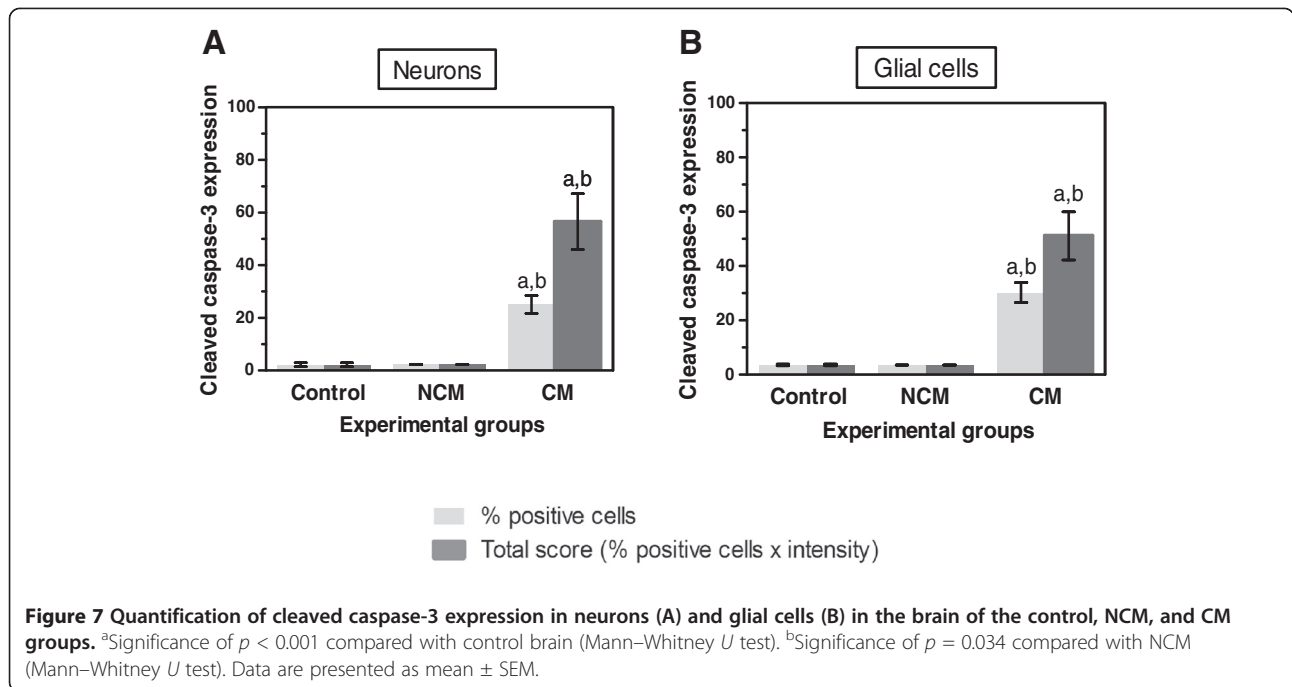 A
Neurons
Cleaved caspase-3 expression
100
80
60
40
20
0
a,b
a,b
Control NCM CM
Experimental groups
B
Glial cells
Cleaved caspase-3 expression
100
80
60
40
20
0
a,b
a,b
Control NCM CM
Experimental groups
% positive cells
Total score (% positive cells x intensity)
Figure 7 Quantification of cleaved caspase-3 expression in neurons (A) and glial cells (B) in the brain of the control, NCM, and CM
groups. ᵃSignificance of p < 0.001 compared with control brain (Mann–Whitney U test). ᵇSignificance of p = 0.034 compared with NCM
(Mann–Whitney U test). Data are presented as mean ± SEM.